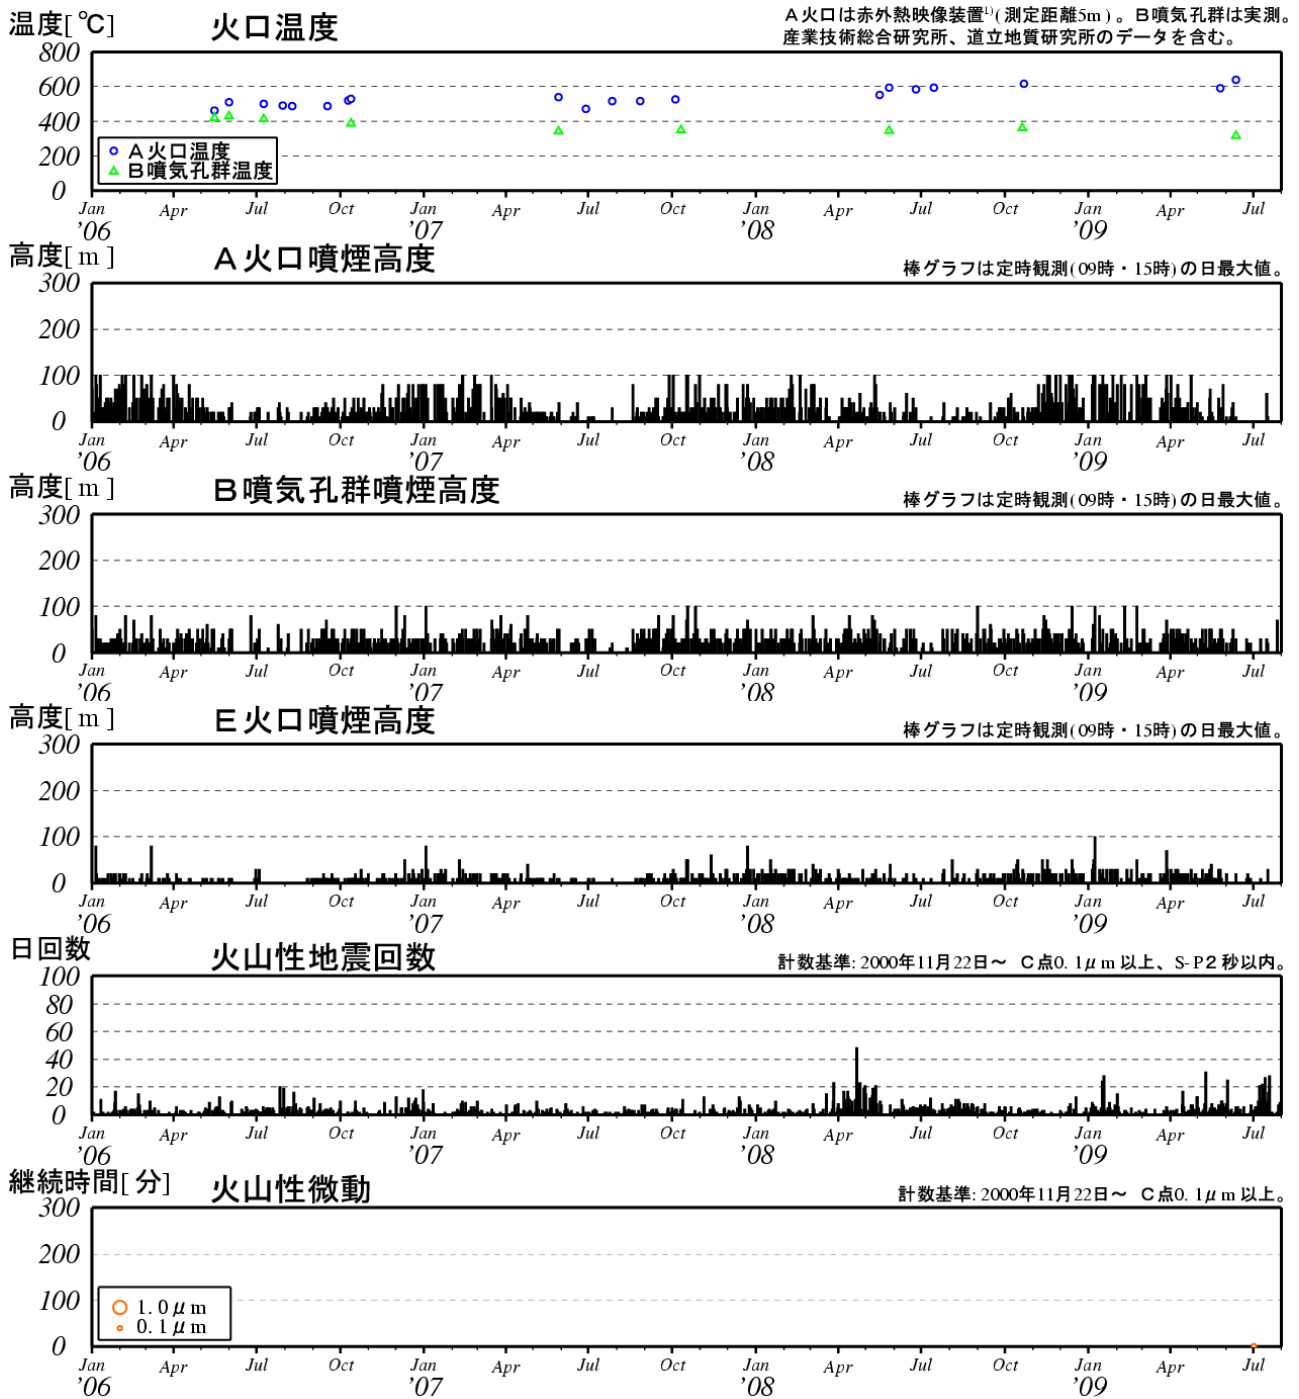 温度[℃] 火口温度
A火口は赤外熱映像装置¹⁾(測定距離5m)。B噴気孔群は実測。
産業技術総合研究所、道立地質研究所のデータを含む。
800
600
400
200
0
A火口温度
B噴気孔群温度
Jan Apr Jul Oct Jan Apr Jul Oct Jan Apr Jul Oct Jan Apr Jul
'06 '07 '08 '09
高度[m] A火口噴煙高度
棒グラフは定時観測(09時・15時)の日最大値。
300
200
100
0
Jan Apr Jul Oct Jan Apr Jul Oct Jan Apr Jul Oct Jan Apr Jul
'06 '07 '08 '09
高度[m] B噴気孔群噴煙高度
棒グラフは定時観測(09時・15時)の日最大値。
300
200
100
0
Jan Apr Jul Oct Jan Apr Jul Oct Jan Apr Jul Oct Jan Apr Jul
'06 '07 '08 '09
高度[m] E火口噴煙高度
棒グラフは定時観測(09時・15時)の日最大値。
300
200
100
0
Jan Apr Jul Oct Jan Apr Jul Oct Jan Apr Jul Oct Jan Apr Jul
'06 '07 '08 '09
日回数 火山性地震回数
計数基準: 2000年11月22日～ C点0.1μm以上、S-P2秒以内。
100
80
60
40
20
0
Jan Apr Jul Oct Jan Apr Jul Oct Jan Apr Jul Oct Jan Apr Jul
'06 '07 '08 '09
継続時間[分] 火山性微動
計数基準: 2000年11月22日～ C点0.1μm以上。
300
200
100
0
1.0μm
0.1μm
Jan Apr Jul Oct Jan Apr Jul Oct Jan Apr Jul Oct Jan Apr Jul
'06 '07 '08 '09